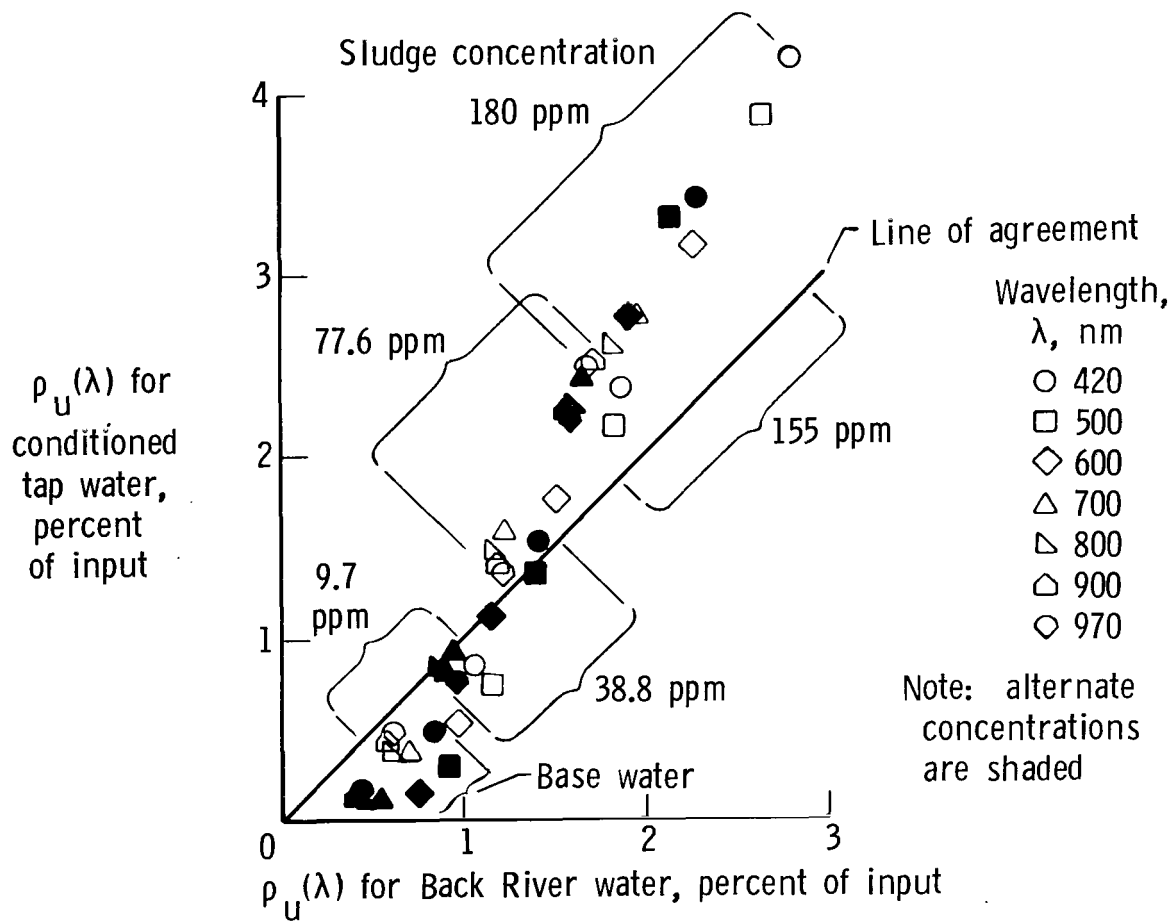 Sludge concentration
180 ppm
77.6 ppm
9.7
ppm
155 ppm
38.8 ppm
Base water
Line of agreement
4
3
2
1
0
1
2
3
ρu(λ) for
conditioned
tap water,
percent
of input
ρu(λ) for Back River water, percent of input
Wavelength,
λ, nm
420
500
600
700
800
900
970
Note: alternate
concentrations
are shaded